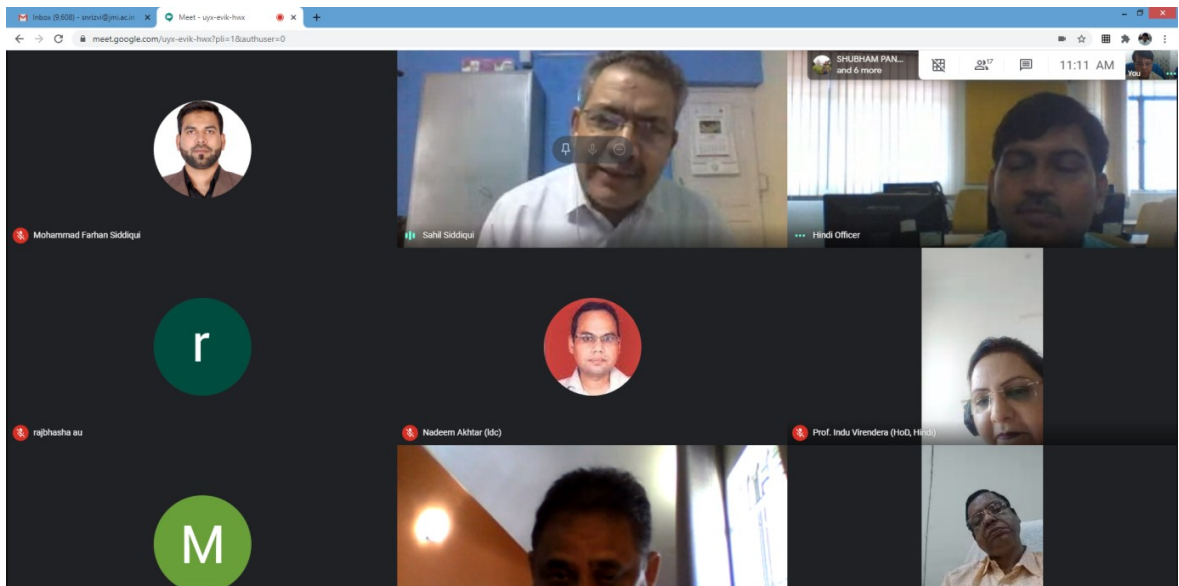 Inbox (9,608) - snrizvi@jmi.ac.in
Meet - uyx-evik-hwx
meet.google.com/uyx-evik-hwx?pli=1&authuser=0
SHUBHAM PAN...
and 6 more
17
11:11 AM
You
Mohammad Farhan Siddiqui
Sahil Siddiqui
Hindi Officer
r
rajbhasha au
Nadeem Akhtar (ldc)
Prof. Indu Virendera (HoD, Hindi)
M